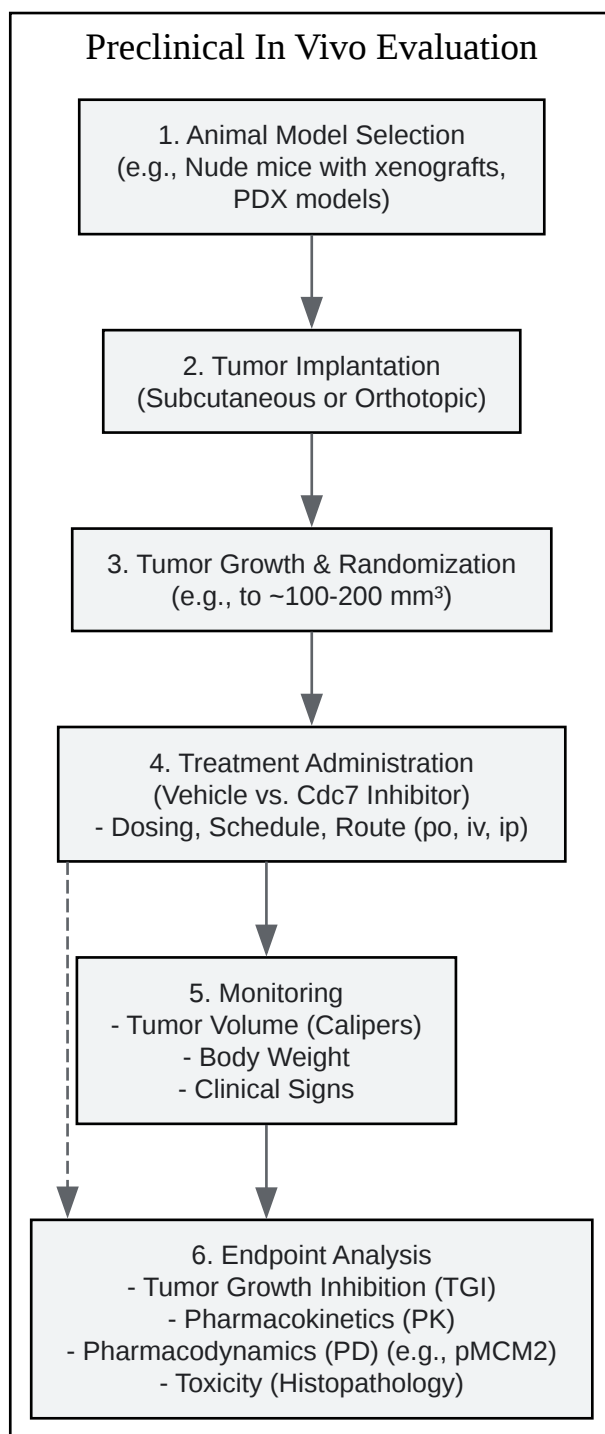 Preclinical In Vivo Evaluation
1. Animal Model Selection
(e.g., Nude mice with xenografts,
PDX models)
2. Tumor Implantation
(Subcutaneous or Orthotopic)
3. Tumor Growth & Randomization
(e.g., to ~100-200 mm³)
4. Treatment Administration
(Vehicle vs. Cdc7 Inhibitor)
- Dosing, Schedule, Route (po, iv, ip)
5. Monitoring
- Tumor Volume (Calipers)
- Body Weight
- Clinical Signs
6. Endpoint Analysis
- Tumor Growth Inhibition (TGI)
- Pharmacokinetics (PK)
- Pharmacodynamics (PD) (e.g., pMCM2)
- Toxicity (Histopathology)